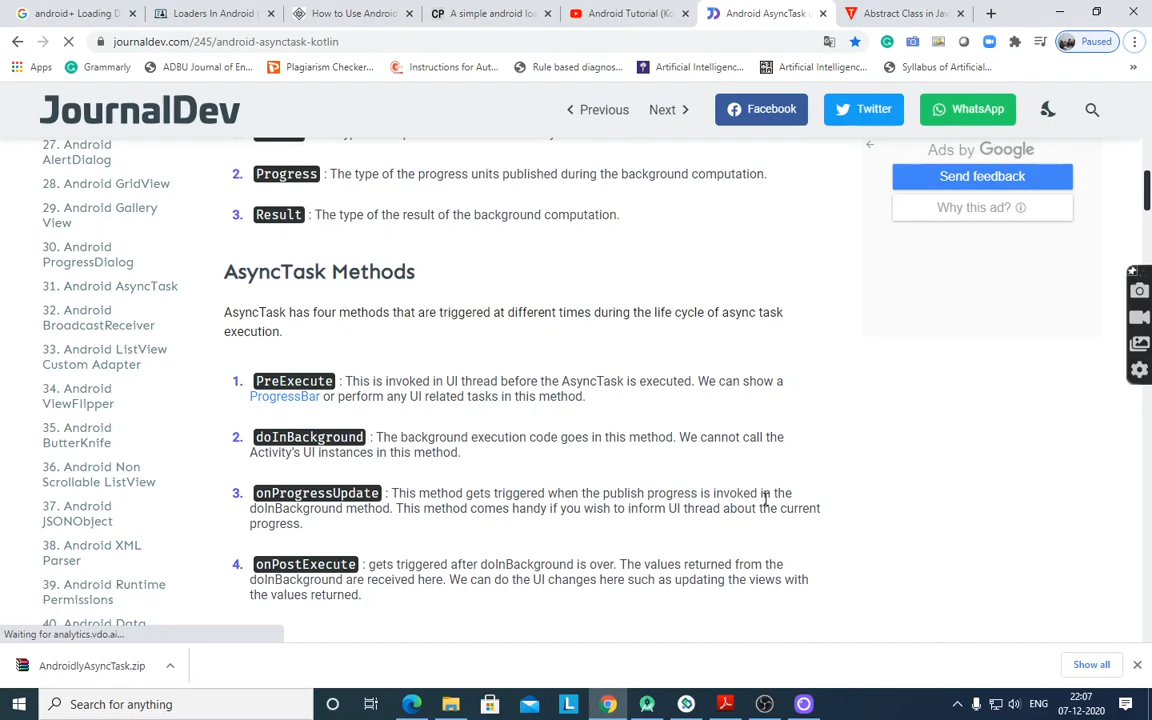 android+ Loading D
Loaders In Android (
How to Use Android
CP
A simple android loa
Android Tutorial (Ko
Android AsyncTask u
Abstract Class in Jav
journaldev.com/245/android-asynctask-kotlin
Paused
Apps
Grammarly
ADBU Journal of En...
Plagiarism Checker...
Instructions for Aut...
Rule based diagnos...
Artificial Intelligenc...
Artificial Intelligenc...
Syllabus of Artificial...
JournalDev
Previous
Next
Facebook
Twitter
WhatsApp
27. Android
AlertDialog
28. Android GridView
29. Android Gallery
View
30. Android
ProgressDialog
31. Android AsyncTask
32. Android
BroadcastReceiver
33. Android ListView
Custom Adapter
34. Android
ViewFlipper
35. Android
ButterKnife
36. Android Non
Scrollable ListView
37. Android
JSONObject
38. Android XML
Parser
39. Android Runtime
Permissions
40. Android Data
2. Progress : The type of the progress units published during the background computation.
3. Result : The type of the result of the background computation.
AsyncTask Methods
AsyncTask has four methods that are triggered at different times during the life cycle of async task
execution.
1. PreExecute : This is invoked in UI thread before the AsyncTask is executed. We can show a
ProgressBar or perform any UI related tasks in this method.
2. doInBackground : The background execution code goes in this method. We cannot call the
Activity's UI instances in this method.
3. onProgressUpdate : This method gets triggered when the publish progress is invoked in the
doInBackground method. This method comes handy if you wish to inform UI thread about the current
progress.
4. onPostExecute : gets triggered after doInBackground is over. The values returned from the
doInBackground are received here. We can do the UI changes here such as updating the views with
the values returned.
Ads by Google
Send feedback
Why this ad?
Waiting for analytics.vdo.ai...
AndroidlyAsyncTask.zip
Show all
Search for anything
ENG
22:07
07-12-2020